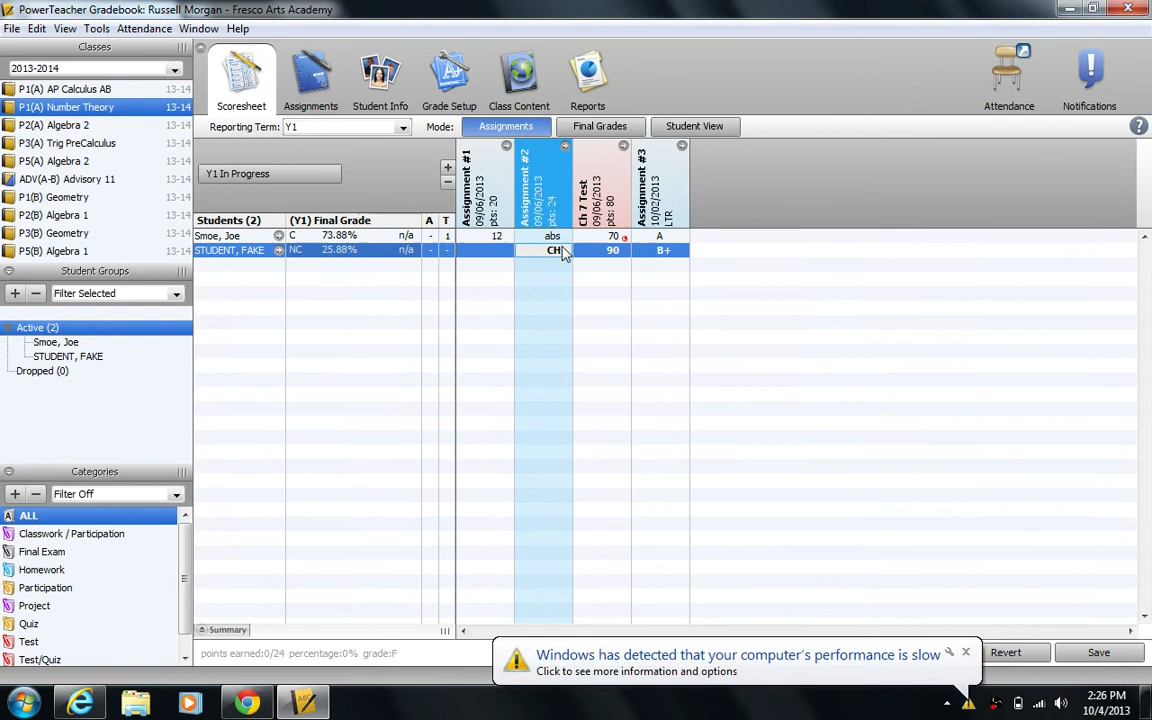 PowerTeacher Gradebook: Russell Morgan - Fresco Arts Academy
File Edit View Tools Attendance Window Help
Classes
2013-2014
P1(A) AP Calculus AB 13-14
P1(A) Number Theory 13-14
P2(A) Algebra 2 13-14
P3(A) Trig PreCalculus 13-14
P5(A) Algebra 2 13-14
ADV(A-B) Advisory 11 13-14
P1(B) Geometry 13-14
P2(B) Algebra 1 13-14
P3(B) Geometry 13-14
P5(B) Algebra 1 13-14
Student Groups
Filter Selected
Active (2)
Smoe, Joe
STUDENT, FAKE
Dropped (0)
Categories
Filter Off
ALL
Classwork / Participation
Final Exam
Homework
Participation
Project
Quiz
Test
Test/Quiz
Scoresheet Assignments Student Info Grade Setup Class Content Reports Attendance Notifications
Reporting Term: Y1 Mode: Assignments Final Grades Student View
Y1 In Progress
Assignment #1
09/06/2013
pts: 20
Assignment #2
09/06/2013
pts: 24
Ch 7 Test
09/06/2013
pts: 80
Assignment #3
10/02/2013
LTR
Students (2) (Y1) Final Grade A T
Smoe, Joe C 73.88% n/a - 1 12 abs 70 A
STUDENT, FAKE NC 25.88% n/a - - CH 90 B+
Summary
points earned:0/24 percentage:0% grade:F
Revert Save
Windows has detected that your computer's performance is slow
Click to see more information and options
2:26 PM
10/4/2013